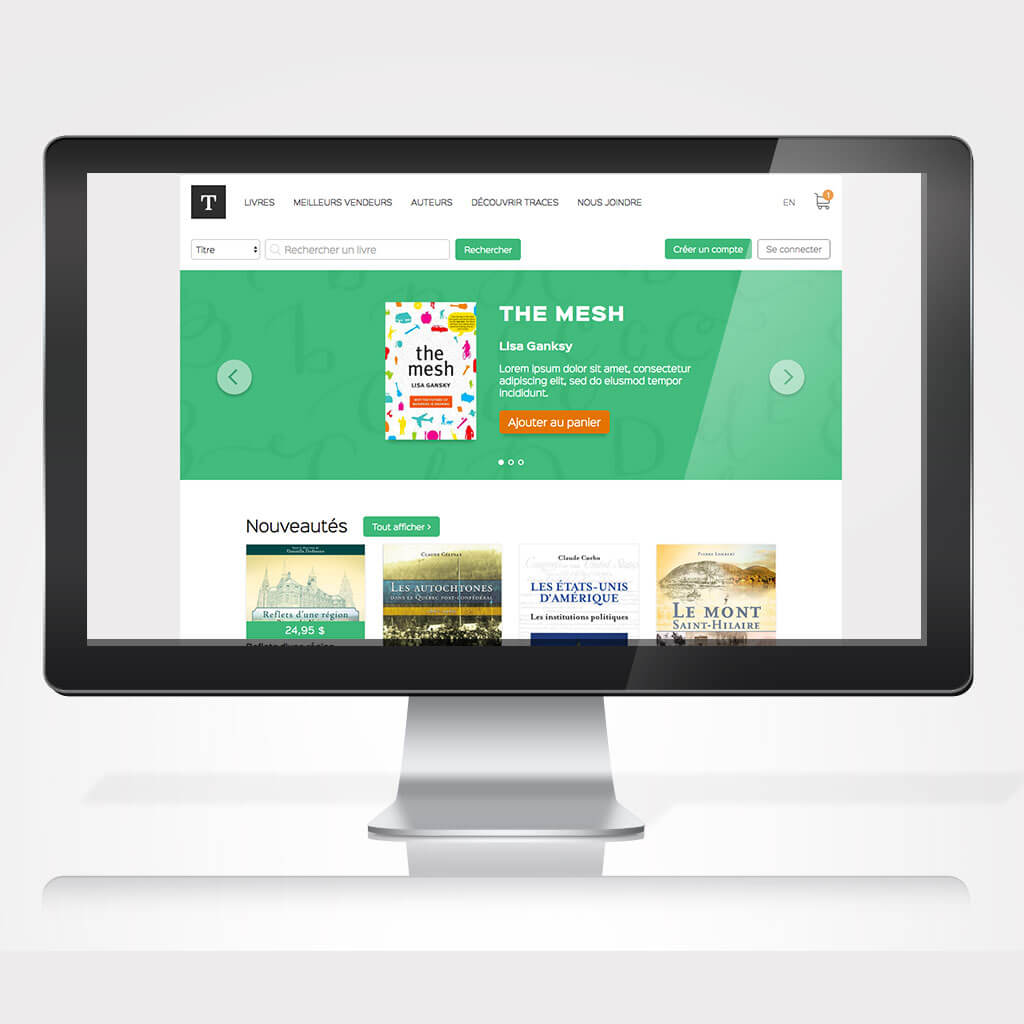 T LIVRES MEILLEURS VENDEURS AUTEURS DÉCOUVRIR TRACES NOUS JOINDRE EN 1
Titre Rechercher un livre Rechercher Créer un compte Se connecter
the
mesh
LISA GANSKY
THE MESH
Lisa Ganksy
Lorem ipsum dolor sit amet, consectetur
adipiscing elit, sed do eiusmod tempor
incididunt.
Ajouter au panier
Nouveautés Tout afficher >
Reflets d'une région
24,95 $
Claude Gélinas
Les Autochtones
dans le Québec post-confédéral
Claude Corbo
LES ÉTATS-UNIS
D'AMÉRIQUE
Les institutions politiques
Pierre Lambert
Le mont
Saint-Hilaire